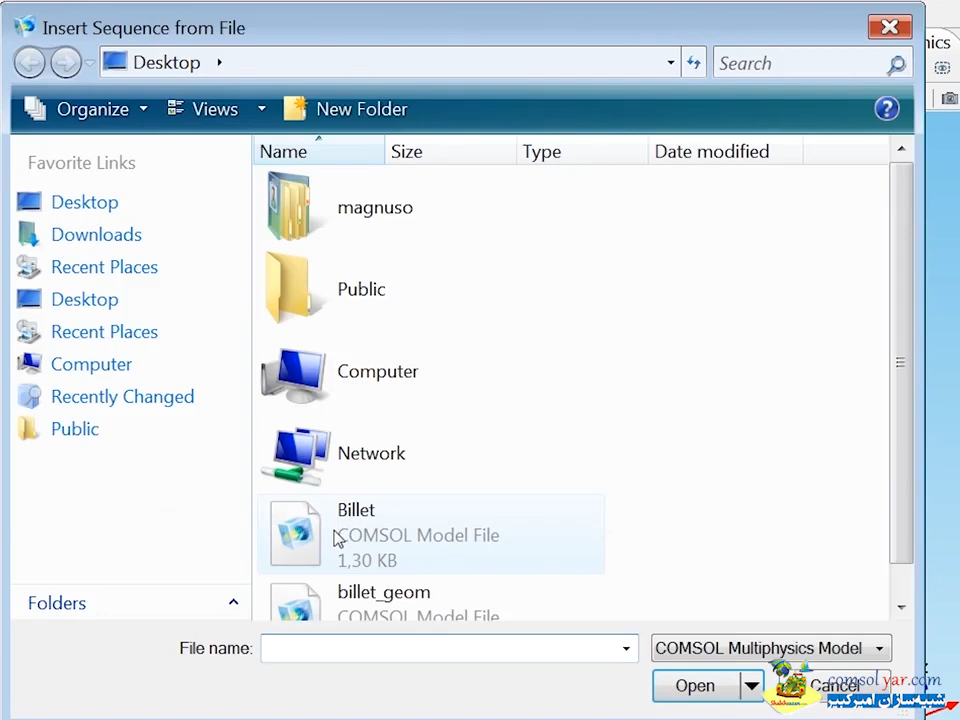 Insert Sequence from File
nics
Desktop
Search
Organize
Views
New Folder
Favorite Links
Desktop
Downloads
Recent Places
Desktop
Recent Places
Computer
Recently Changed
Public
Folders
Name
Size
Type
Date modified
magnuso
Public
Computer
Network
Billet
COMSOL Model File
1,30 KB
billet_geom
COMSOL Model File
File name:
COMSOL Multiphysics Model
Open
Cancel
comsolyar.com